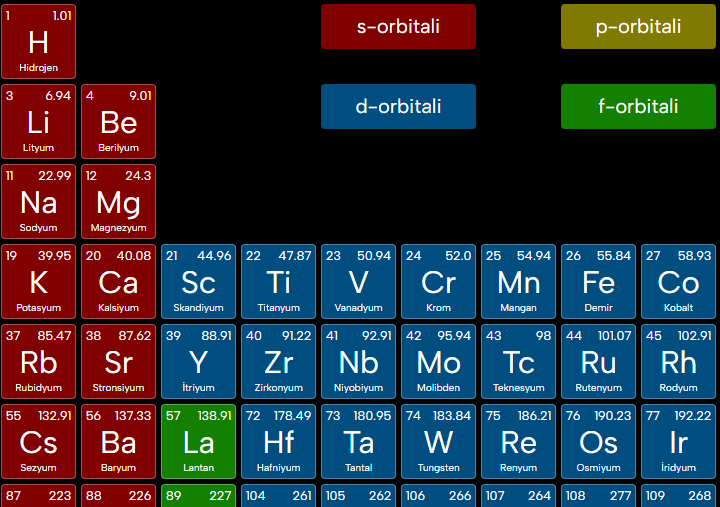 1 1.01
H
Hidrojen
s-orbitali
p-orbitali
3 6.94
Li
Lityum
4 9.01
Be
Berilyum
d-orbitali
f-orbitali
11 22.99
Na
Sodyum
12 24.3
Mg
Magnezyum
19 39.95
K
Potasyum
20 40.08
Ca
Kalsiyum
21 44.96
Sc
Skandiyum
22 47.87
Ti
Titanyum
23 50.94
V
Vanadyum
24 52.0
Cr
Krom
25 54.94
Mn
Mangan
26 55.84
Fe
Demir
27 58.93
Co
Kobalt
37 85.47
Rb
Rubidyum
38 87.62
Sr
Stronsiyum
39 88.91
Y
İtriyum
40 91.22
Zr
Zirkonyum
41 92.91
Nb
Niyobiyum
42 95.94
Mo
Molibden
43 98
Tc
Teknesyum
44 101.07
Ru
Rutenyum
45 102.91
Rh
Rodyum
55 132.91
Cs
Sezyum
56 137.33
Ba
Baryum
57 138.91
La
Lantan
72 178.49
Hf
Hafniyum
73 180.95
Ta
Tantal
74 183.84
W
Tungsten
75 186.21
Re
Renyum
76 190.23
Os
Osmiyum
77 192.22
Ir
İridyum
87 223
88 226
89 227
104 261
105 262
106 266
107 264
108 277
109 268